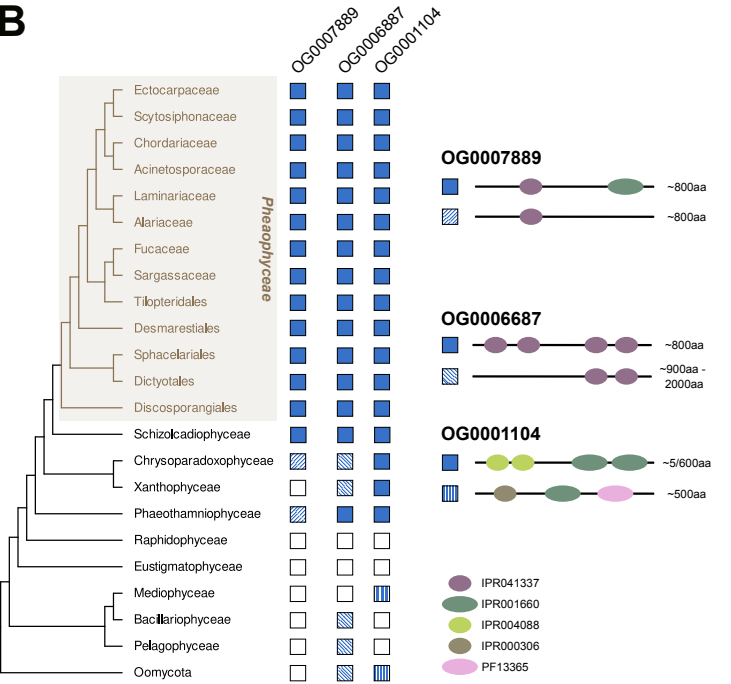 B
OG0007889
OG0006887
OG0001104
Ectocarpaceae
Scytosiphonaceae
Chordariaceae
Acinetosporaceae
Laminariaceae
Alariaceae
Fucaceae
Sargassaceae
Tilopteridales
Desmarestiales
Sphacelariales
Dictyotales
Discosporangiales
Pheaophyceae
Schizolcadiophyceae
Chrysoparadoxophyceae
Xanthophyceae
Phaeothamniophyceae
Raphidophyceae
Eustigmatophyceae
Mediophyceae
Bacillariophyceae
Pelagophyceae
Oomycota
OG0007889
~800aa
~800aa
OG0006687
~800aa
~900aa -
2000aa
OG0001104
~5/600aa
~500aa
IPR041337
IPR001660
IPR004088
IPR000306
PF13365